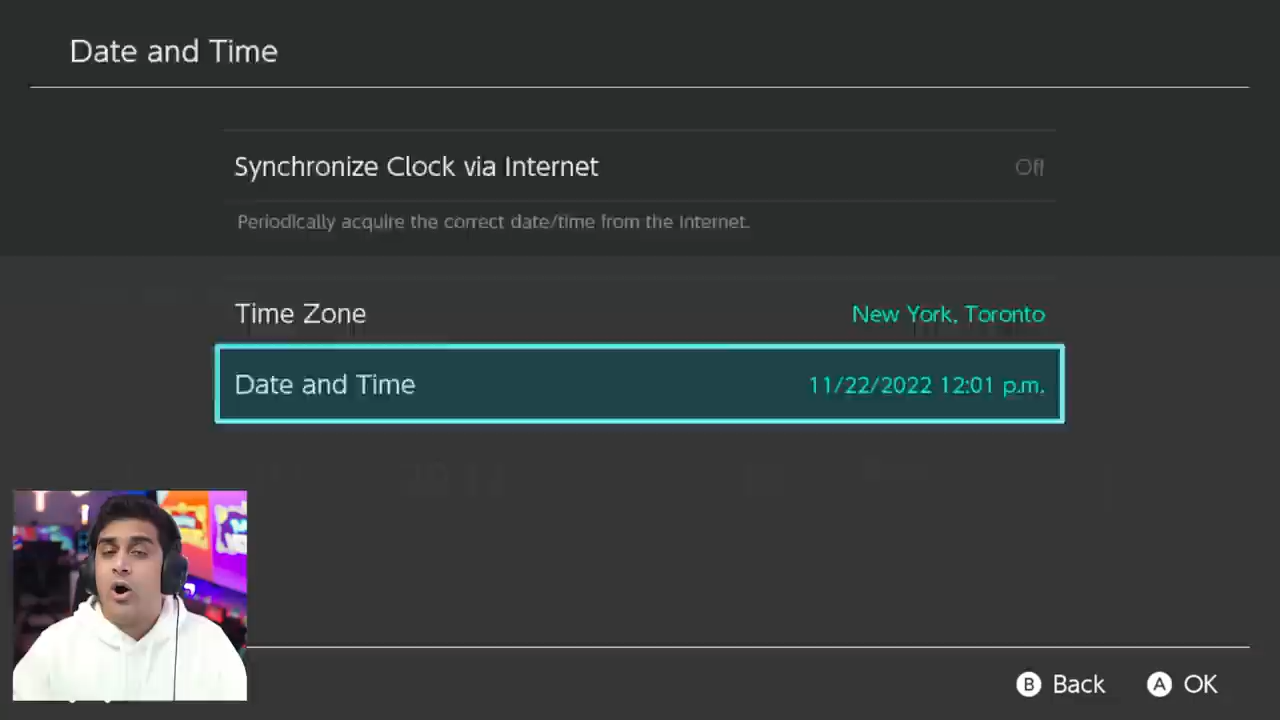 Date and Time
Synchronize Clock via Internet Off
Periodically acquire the correct date/time from the Internet.
Time Zone New York, Toronto
Date and Time 11/22/2022 12:01 p.m.
B Back A OK